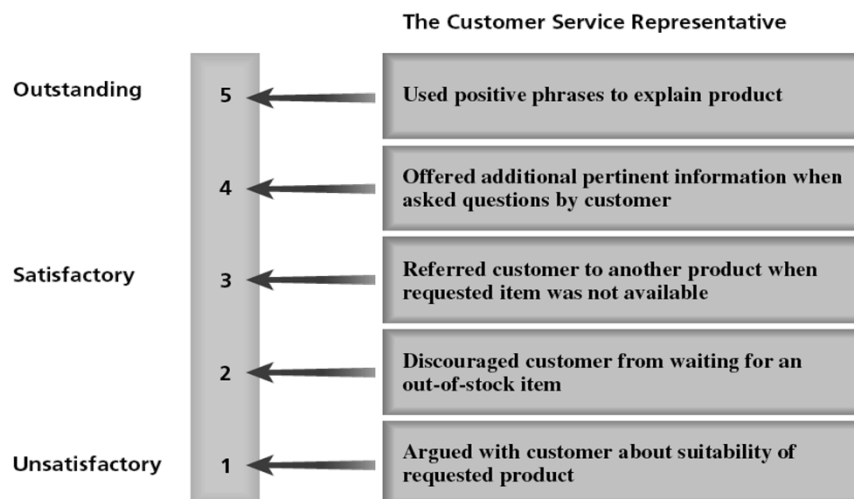 The Customer Service Representative
Outstanding
5
Used positive phrases to explain product
4
Offered additional pertinent information when
asked questions by customer
Satisfactory
3
Referred customer to another product when
requested item was not available
2
Discouraged customer from waiting for an
out-of-stock item
Unsatisfactory
1
Argued with customer about suitability of
requested product